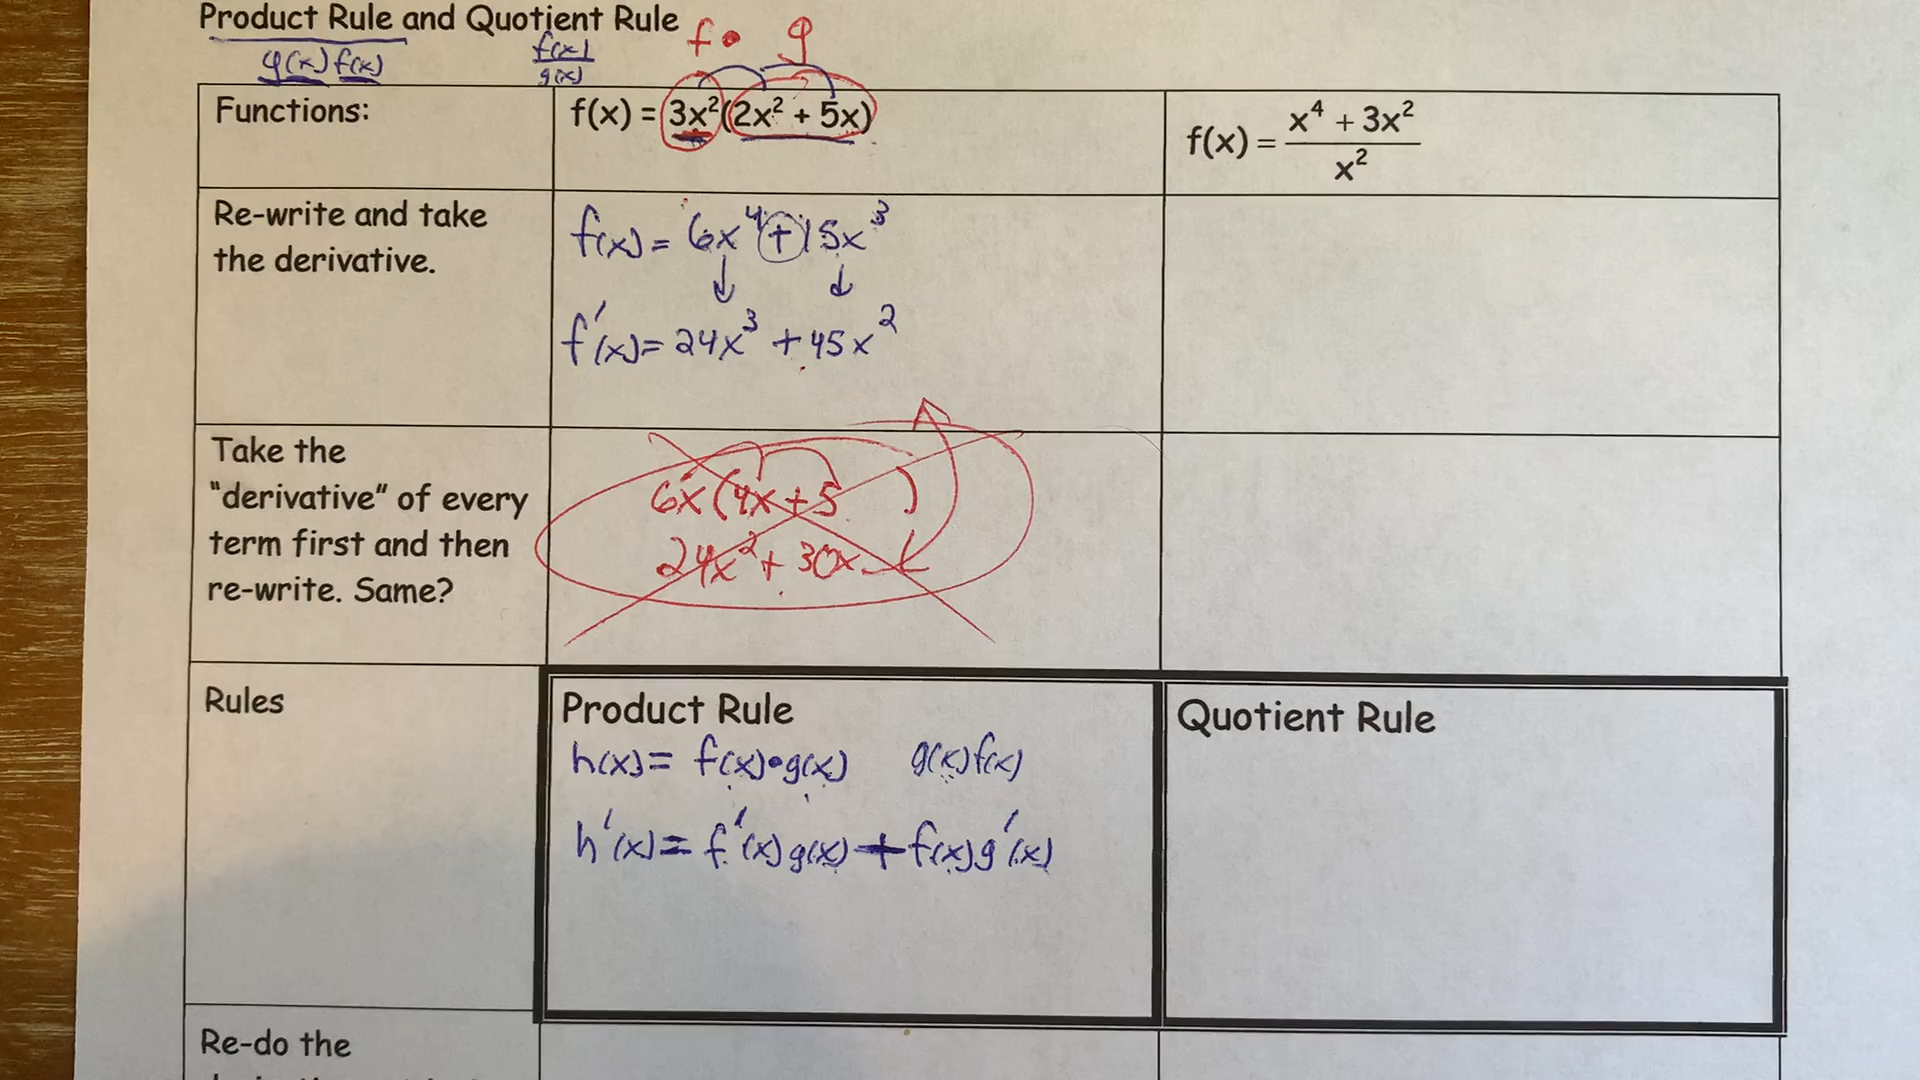 Product Rule and Quotient Rule
g(x) f(x)
f(x)
g(x)
f • g
Functions:
f(x) = 3x²(2x² + 5x)
f(x) = x⁴ + 3x²
x²
Re-write and take
the derivative.
f(x) = 6x⁴ + 15x³
↓ ↓
f'(x) = 24x³ + 45x²
Take the
"derivative" of every
term first and then
re-write. Same?
6x(4x+5 )
24x² + 30x
Rules
Product Rule
h(x) = f(x)•g(x) g(x)f(x)
h'(x) = f'(x)g(x) + f(x)g'(x)
Quotient Rule
Re-do the